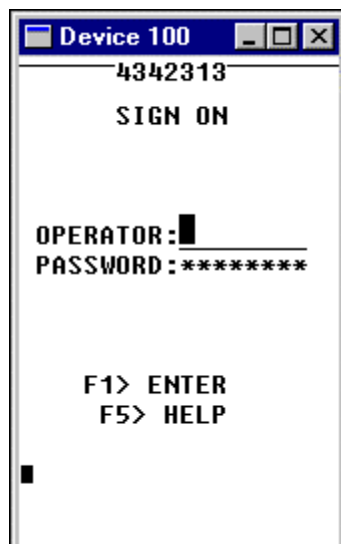 Device 100
4342313
SIGN ON
OPERATOR:
PASSWORD:********
F1> ENTER
F5> HELP